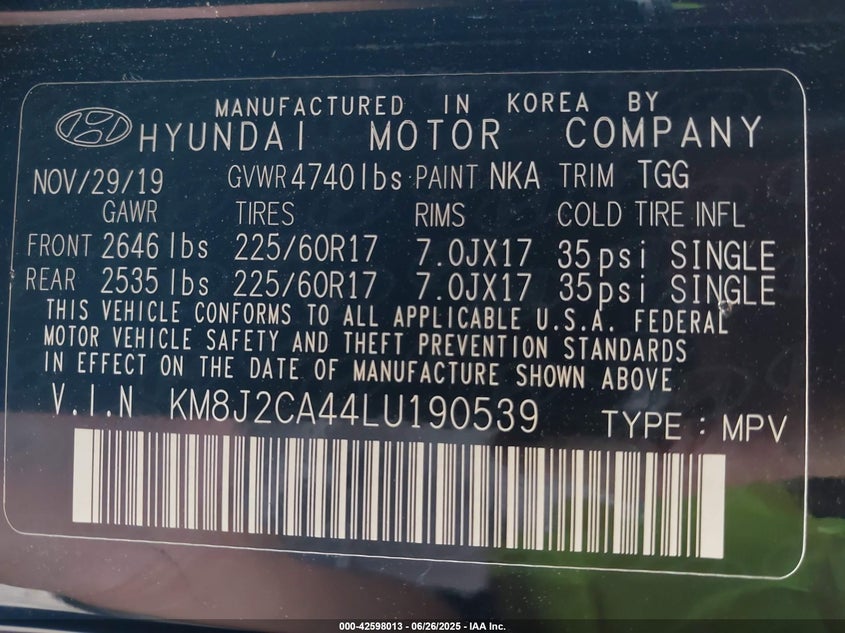 MANUFACTURED IN KOREA BY
HYUNDAI MOTOR COMPANY
NOV/29/19 GVWR 4740 lbs PAINT NKA TRIM TGG
GAWR TIRES RIMS COLD TIRE INFL
FRONT 2646 lbs 225/60R17 7.0JX17 35psi SINGLE
REAR 2535 lbs 225/60R17 7.0JX17 35psi SINGLE
THIS VEHICLE CONFORMS TO ALL APPLICABLE U.S.A. FEDERAL
MOTOR VEHICLE SAFETY AND THEFT PREVENTION STANDARDS
IN EFFECT ON THE DATE OF MANUFACTURE SHOWN ABOVE
V.I.N KM8J2CA44LU190539 TYPE : MPV
000-42598013 - 06/26/2025 - IAA Inc.